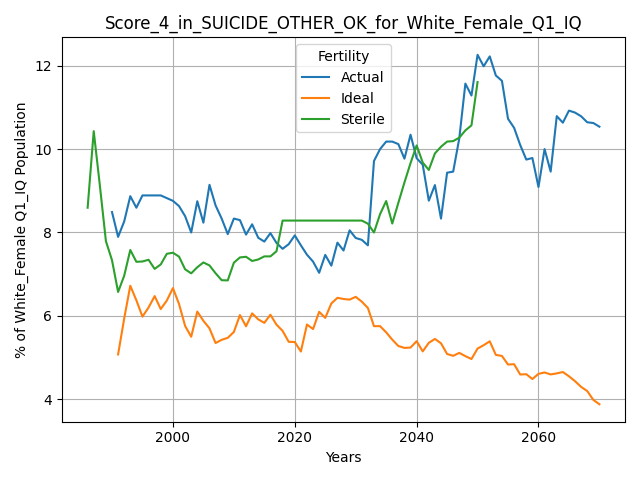 Score_4_in_SUICIDE_OTHER_OK_for_White_Female_Q1_IQ
Fertility
Actual
Ideal
Sterile
% of White_Female Q1_IQ Population
12
10
8
6
4
2000
2020
2040
2060
Years